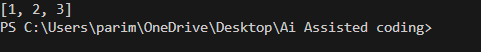 [1, 2, 3]
PS C:\Users\parim\OneDrive\Desktop\Ai Assisted coding>